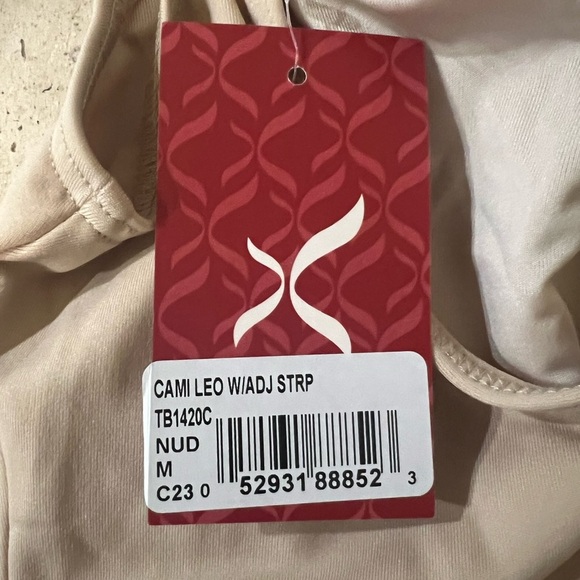 CAMI LEO W/ADJ STRP
TB1420C
NUD
M
C23 0 52931 88852 3